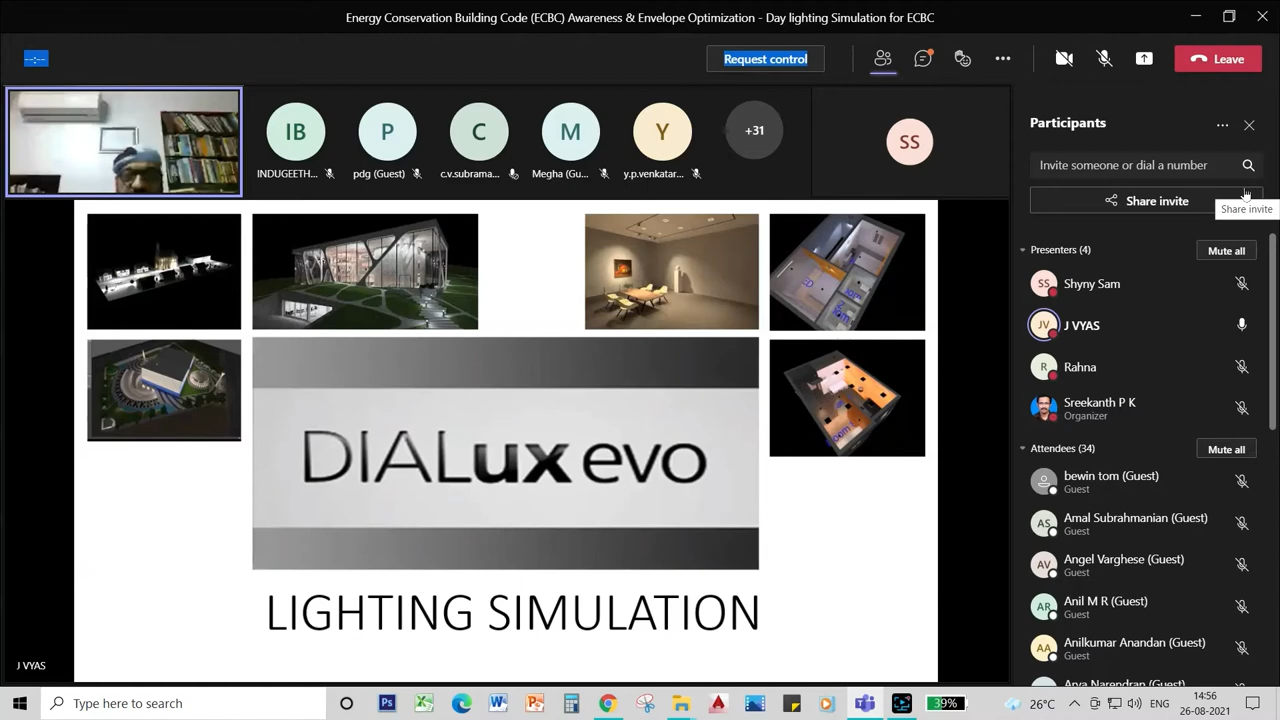 Energy Conservation Building Code (ECBC) Awareness & Envelope Optimization - Day lighting Simulation for ECBC
--:--
Request control
Leave
IB
P
C
M
Y
+31
SS
INDUGEETH...
pdg (Guest)
c.v.subrama...
Megha (Gu...
y.p.venkatar...
DIALux evo
LIGHTING SIMULATION
J VYAS
Participants
Invite someone or dial a number
Share invite
Share invite
Presenters (4)
Mute all
SS
Shyny Sam
JV
J VYAS
R
Rahna
Sreekanth P K
Organizer
Attendees (34)
Mute all
bewin tom (Guest)
Guest
AS
Amal Subrahmanian (Guest)
Guest
AV
Angel Varghese (Guest)
Guest
AR
Anil M R (Guest)
Guest
AA
Anilkumar Anandan (Guest)
Guest
Arya Narendran (Guest)
Type here to search
39%
26°C
ENG
14:56
26-08-2021